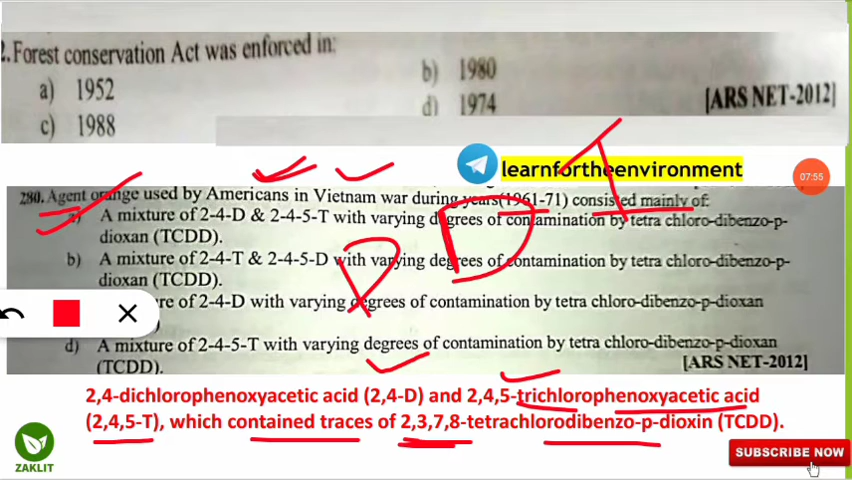 2.Forest conservation Act was enforced in:
a) 1952
b) 1980
c) 1988
d) 1974
[ARS NET-2012]
learnfortheenvironment
07:55
280. Agent orange used by Americans in Vietnam war during years(1961-71) consisted mainly of:
a) A mixture of 2-4-D & 2-4-5-T with varying degrees of contamination by tetra chloro-dibenzo-p-
dioxan (TCDD).
b) A mixture of 2-4-T & 2-4-5-D with varying degrees of contamination by tetra chloro-dibenzo-p-
dioxan (TCDD).
re of 2-4-D with varying degrees of contamination by tetra chloro-dibenzo-p-dioxan
d) A mixture of 2-4-5-T with varying degrees of contamination by tetra chloro-dibenzo-p-dioxan
(TCDD).
[ARS NET-2012]
P D T
2,4-dichlorophenoxyacetic acid (2,4-D) and 2,4,5-trichlorophenoxyacetic acid
(2,4,5-T), which contained traces of 2,3,7,8-tetrachlorodibenzo-p-dioxin (TCDD).
ZAKLIT
SUBSCRIBE NOW